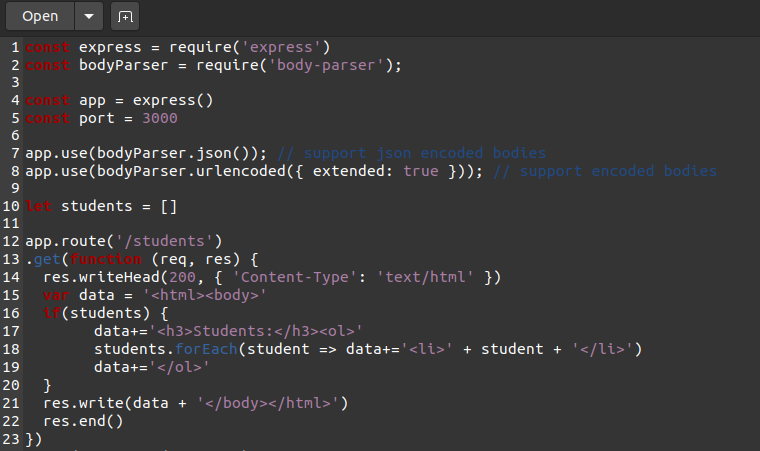 Open
1 const express = require('express')
2 const bodyParser = require('body-parser');
3
4 const app = express()
5 const port = 3000
6
7 app.use(bodyParser.json()); // support json encoded bodies
8 app.use(bodyParser.urlencoded({ extended: true })); // support encoded bodies
9
10 let students = []
11
12 app.route('/students')
13 .get(function (req, res) {
14   res.writeHead(200, { 'Content-Type': 'text/html' })
15   var data = '<html><body>'
16   if(students) {
17         data+='<h3>Students:</h3><ol>'
18         students.forEach(student => data+='<li>' + student + '</li>')
19         data+='</ol>'
20   }
21   res.write(data + '</body></html>')
22   res.end()
23 })